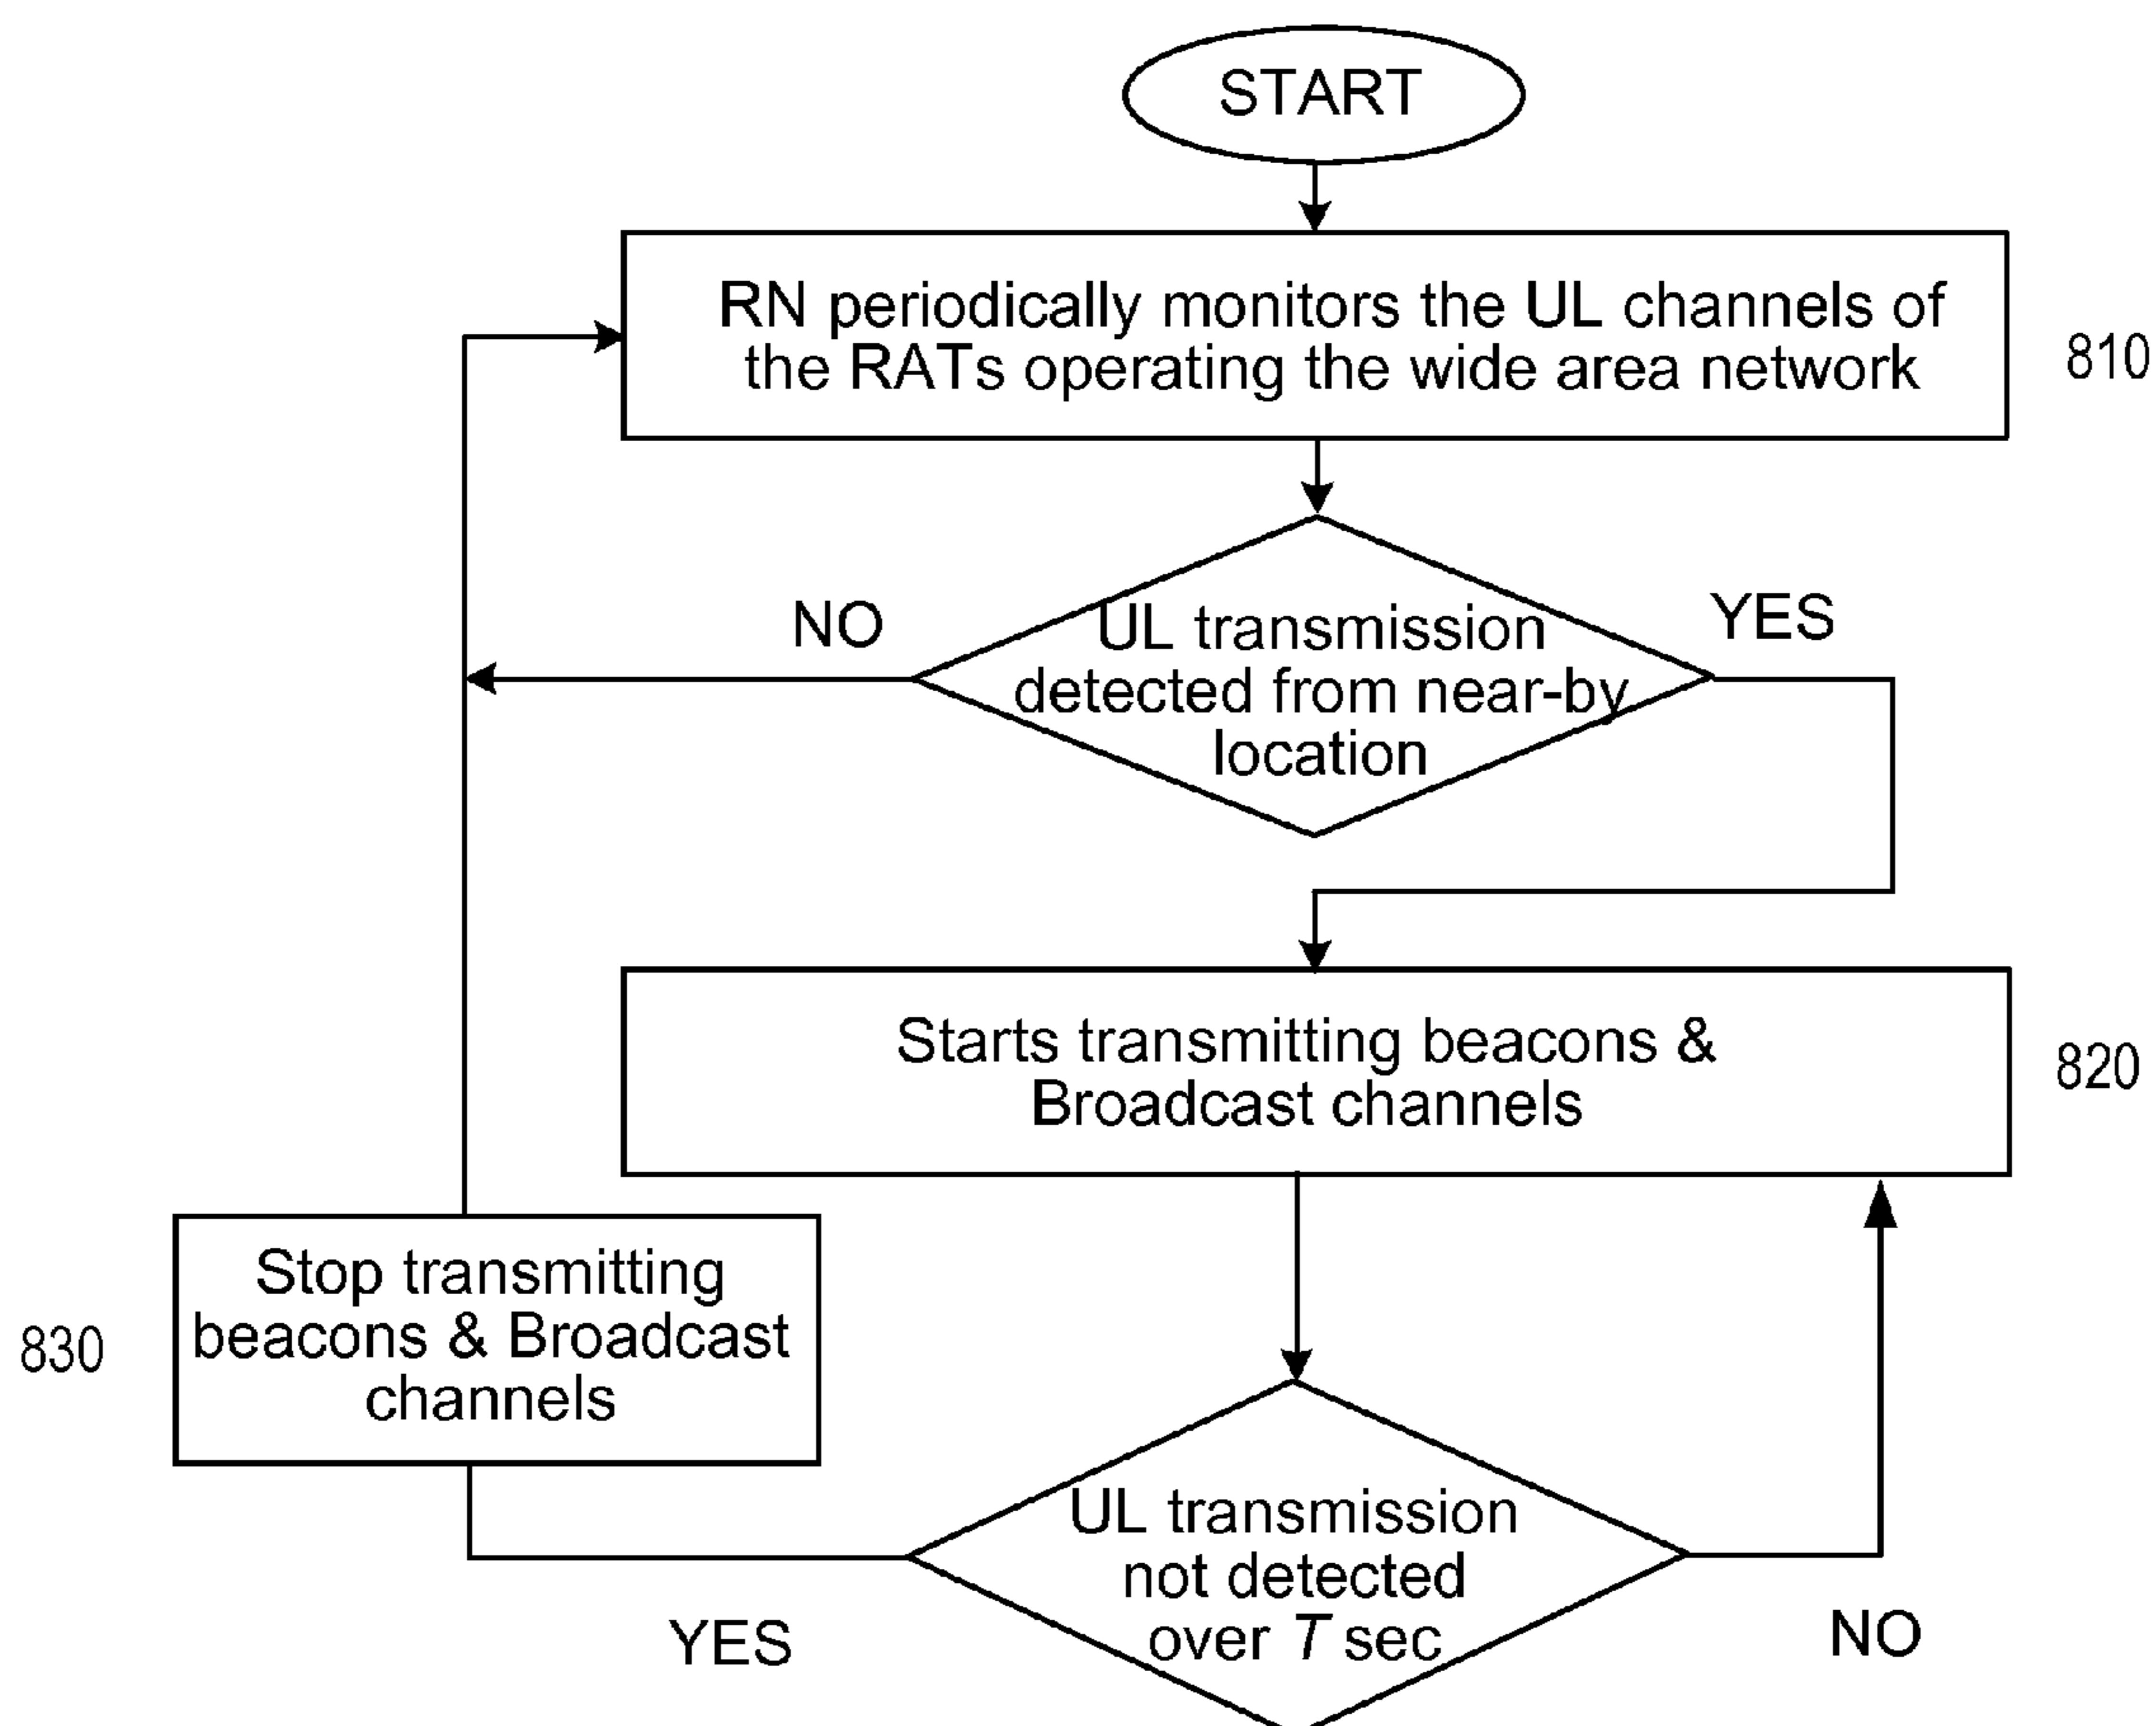 START
RN periodically monitors the UL channels of
the RATs operating the wide area network
810
NO
YES
UL transmission
detected from near-by
location
Starts transmitting beacons &
Broadcast channels
820
Stop transmitting
beacons & Broadcast
channels
830
UL transmission
not detected
over T sec
YES
NO